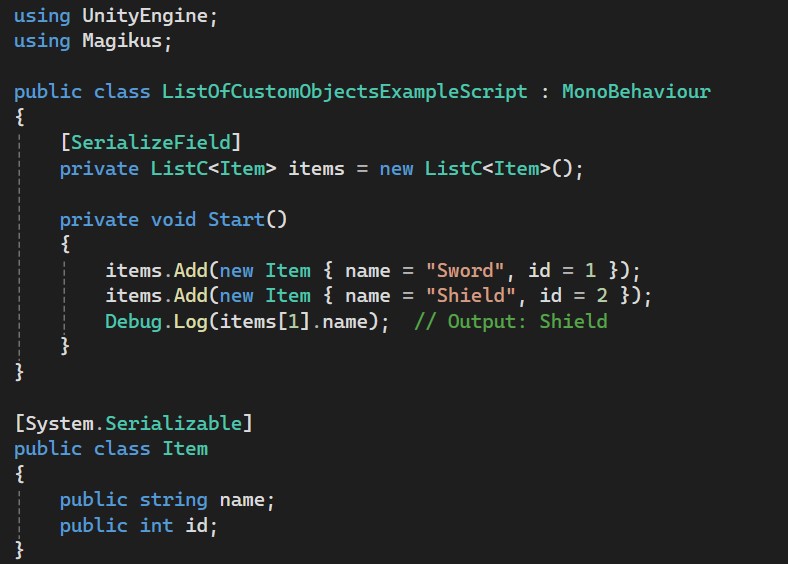 using UnityEngine;
using Magikus;

public class ListOfCustomObjectsExampleScript : MonoBehaviour
{
    [SerializeField]
    private ListC<Item> items = new ListC<Item>();

    private void Start()
    {
        items.Add(new Item { name = "Sword", id = 1 });
        items.Add(new Item { name = "Shield", id = 2 });
        Debug.Log(items[1].name);  // Output: Shield
    }
}

[System.Serializable]
public class Item
{
    public string name;
    public int id;
}